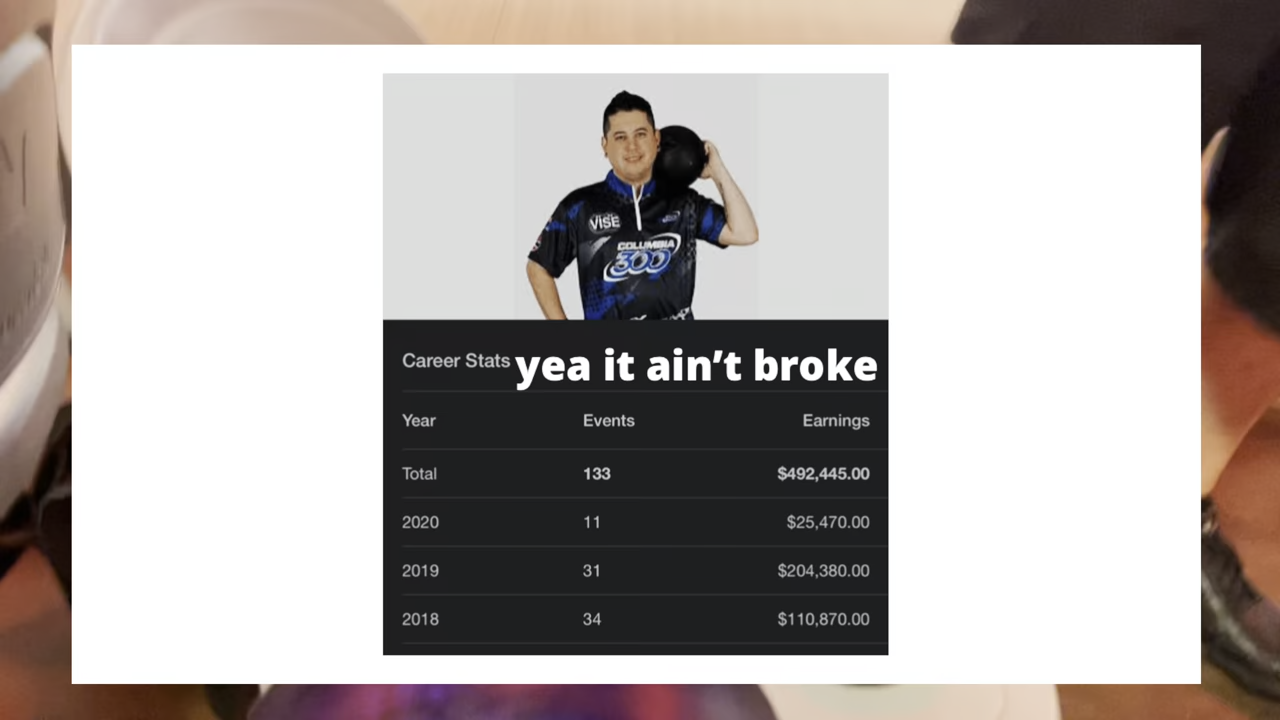 VISE
COLUMBIA
300
Career Stats
yea it ain’t broke
Year Events Earnings
Total 133 $492,445.00
2020 11 $25,470.00
2019 31 $204,380.00
2018 34 $110,870.00